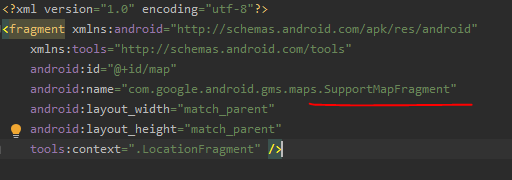 <?xml version="1.0" encoding="utf-8"?>
<fragment xmlns:android="http://schemas.android.com/apk/res/android"
xmlns:tools="http://schemas.android.com/tools"
android:id="@+id/map"
android:name="com.google.android.gms.maps.SupportMapFragment"
android:layout_width="match_parent"
android:layout_height="match_parent"
tools:context=".LocationFragment" />